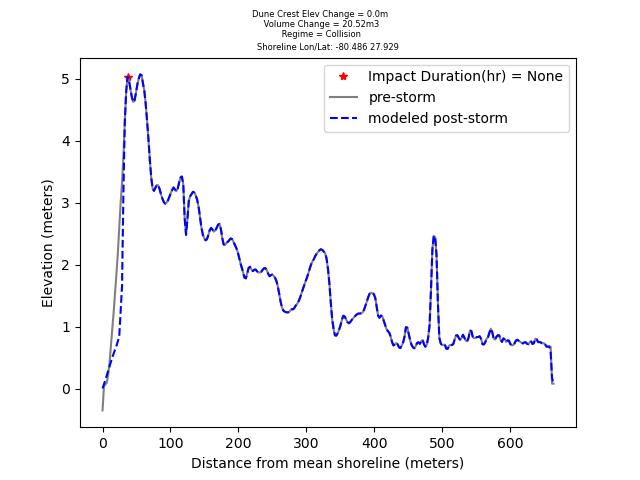 Dune Crest Elev Change = 0.0m
Volume Change = 20.52m
Regime = Collision
Shoreline Lon/Lat: -80.486 27.929
Impact Duration(hr) = None
pre-storm
modeled post-storm
Elevation (meters)
5
4
3
2
1
0
0 100 200 300 400 500 600
Distance from mean shoreline (meters)